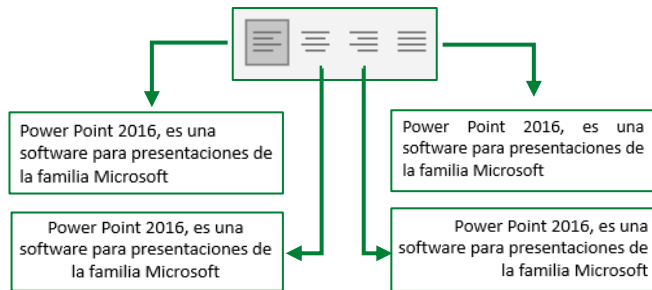 Power Point 2016, es una
software para presentaciones de
la familia Microsoft
Power Point 2016, es una
software para presentaciones de
la familia Microsoft
Power Point 2016, es una
software para presentaciones de
la familia Microsoft
Power Point 2016, es una
software para presentaciones de
la familia Microsoft